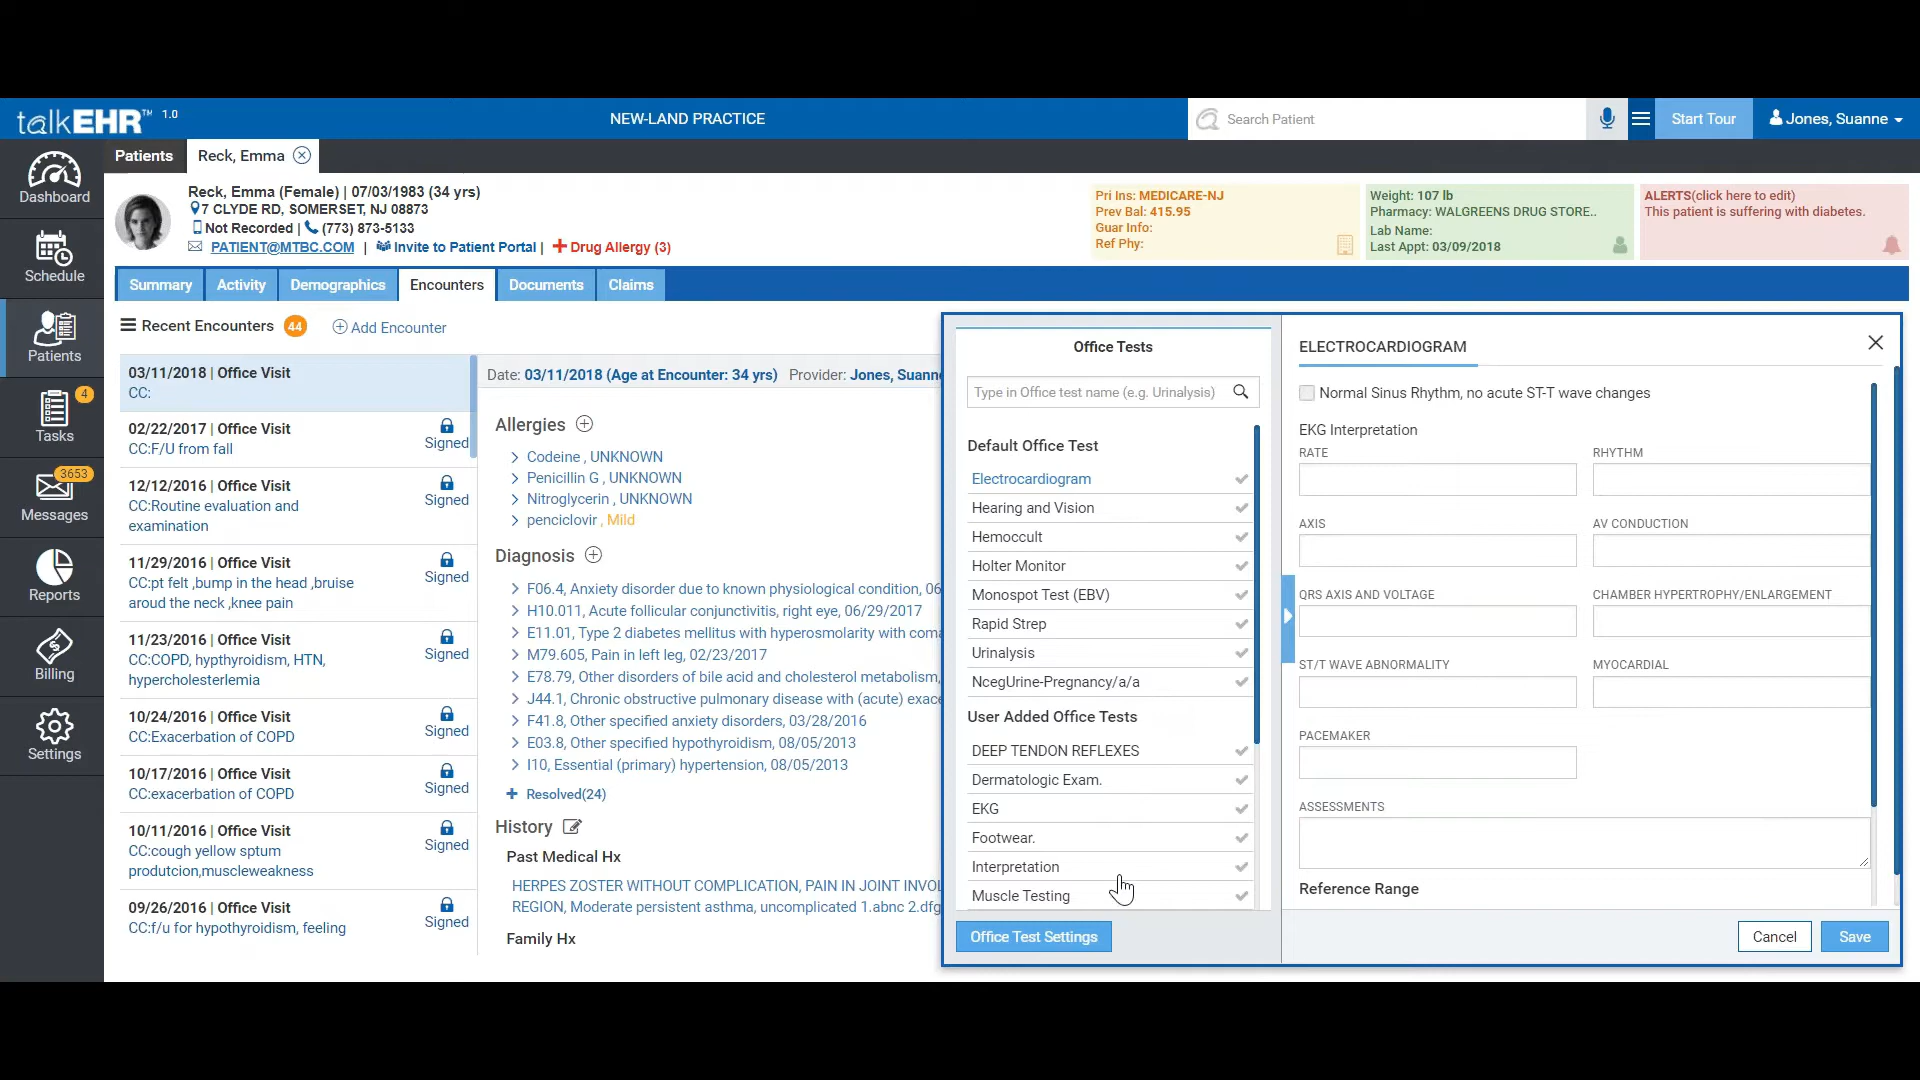 talkEHR™ 1.0
NEW-LAND PRACTICE
Search Patient
Start Tour
Jones, Suanne
Dashboard
Schedule
Patients
4
Tasks
3653
Messages
Reports
Billing
Settings
Patients
Reck, Emma
Reck, Emma (Female) | 07/03/1983 (34 yrs)
7 CLYDE RD, SOMERSET, NJ 08873
Not Recorded | (773) 873-5133
PATIENT@MTBC.COM | Invite to Patient Portal | Drug Allergy (3)
Pri Ins: MEDICARE-NJ
Prev Bal: 415.95
Guar Info:
Ref Phy:
Weight: 107 lb
Pharmacy: WALGREENS DRUG STORE..
Lab Name:
Last Appt: 03/09/2018
ALERTS(click here to edit)
This patient is suffering with diabetes.
Summary
Activity
Demographics
Encounters
Documents
Claims
Recent Encounters 44
Add Encounter
03/11/2018 | Office Visit
CC:
02/22/2017 | Office Visit
CC:F/U from fall
Signed
12/12/2016 | Office Visit
CC:Routine evaluation and
examination
Signed
11/29/2016 | Office Visit
CC:pt felt ,bump in the head ,bruise
aroud the neck ,knee pain
Signed
11/23/2016 | Office Visit
CC:COPD, hypthyroidism, HTN,
hypercholesterlemia
Signed
10/24/2016 | Office Visit
CC:Exacerbation of COPD
Signed
10/17/2016 | Office Visit
CC:exacerbation of COPD
Signed
10/11/2016 | Office Visit
CC:cough yellow sptum
produtcion,muscleweakness
Signed
09/26/2016 | Office Visit
CC:f/u for hypothyroidism, feeling
Signed
Date: 03/11/2018 (Age at Encounter: 34 yrs) Provider: Jones, Suann
Allergies
Codeine , UNKNOWN
Penicillin G , UNKNOWN
Nitroglycerin , UNKNOWN
penciclovir , Mild
Diagnosis
F06.4, Anxiety disorder due to known physiological condition, 06
H10.011, Acute follicular conjunctivitis, right eye, 06/29/2017
E11.01, Type 2 diabetes mellitus with hyperosmolarity with coma
M79.605, Pain in left leg, 02/23/2017
E78.79, Other disorders of bile acid and cholesterol metabolism,
J44.1, Chronic obstructive pulmonary disease with (acute) exace
F41.8, Other specified anxiety disorders, 03/28/2016
E03.8, Other specified hypothyroidism, 08/05/2013
I10, Essential (primary) hypertension, 08/05/2013
Resolved(24)
History
Past Medical Hx
HERPES ZOSTER WITHOUT COMPLICATION, PAIN IN JOINT INVOL
REGION, Moderate persistent asthma, uncomplicated 1.abnc 2.dfg
Family Hx
Office Tests
Type in Office test name (e.g. Urinalysis)
Default Office Test
Electrocardiogram
Hearing and Vision
Hemoccult
Holter Monitor
Monospot Test (EBV)
Rapid Strep
Urinalysis
NcegUrine-Pregnancy/a/a
User Added Office Tests
DEEP TENDON REFLEXES
Dermatologic Exam.
EKG
Footwear.
Interpretation
Muscle Testing
Office Test Settings
ELECTROCARDIOGRAM
Normal Sinus Rhythm, no acute ST-T wave changes
EKG Interpretation
RATE
RHYTHM
AXIS
AV CONDUCTION
QRS AXIS AND VOLTAGE
CHAMBER HYPERTROPHY/ENLARGEMENT
ST/T WAVE ABNORMALITY
MYOCARDIAL
PACEMAKER
ASSESSMENTS
Reference Range
Cancel
Save